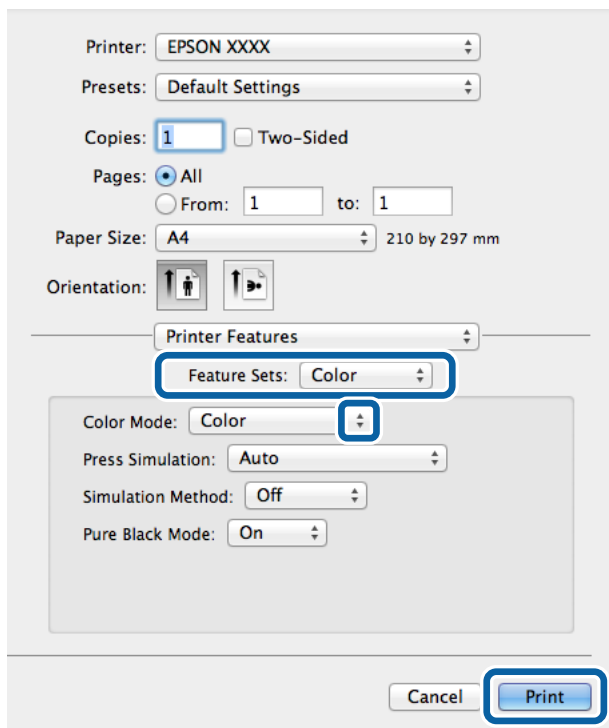 Printer: EPSON XXXX
Presets: Default Settings
Copies: 1 Two-Sided
Pages: All
From: 1 to: 1
Paper Size: A4 210 by 297 mm
Orientation:
Printer Features
Feature Sets: Color
Color Mode: Color
Press Simulation: Auto
Simulation Method: Off
Pure Black Mode: On
Cancel Print